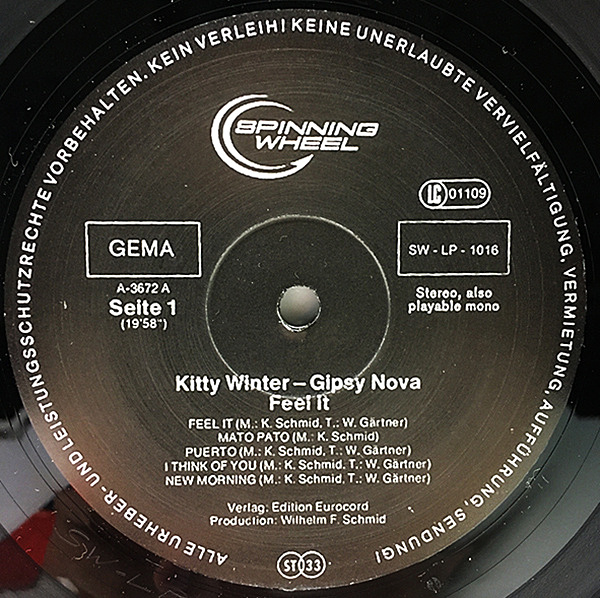 ALLE URHEBER- UND LEISTUNGSSCHUTZRECHTE VORBEHALTEN. KEIN VERLEIH! KEINE UNERLAUBTE VERVIELFÄLTIGUNG, VERMIETUNG, AUFFÜHRUNG, SENDUNG!
SPINNING
WHEEL
LC 01109
GEMA
SW - LP - 1016
A-3672 A
Seite 1
(19'58")
Stereo, also
playable mono
Kitty Winter – Gipsy Nova
Feel It
FEEL IT (M.: K. Schmid, T.: W. Gärtner)
MATO PATO (M.: K. Schmid)
PUERTO (M.: K. Schmid, T.: W. Gärtner)
I THINK OF YOU (M.: K. Schmid, T.: W. Gärtner)
NEW MORNING (M.: K. Schmid, T.: W. Gärtner)
Verlag: Edition Eurocord
Production: Wilhelm F. Schmid
ST 33
SW-L